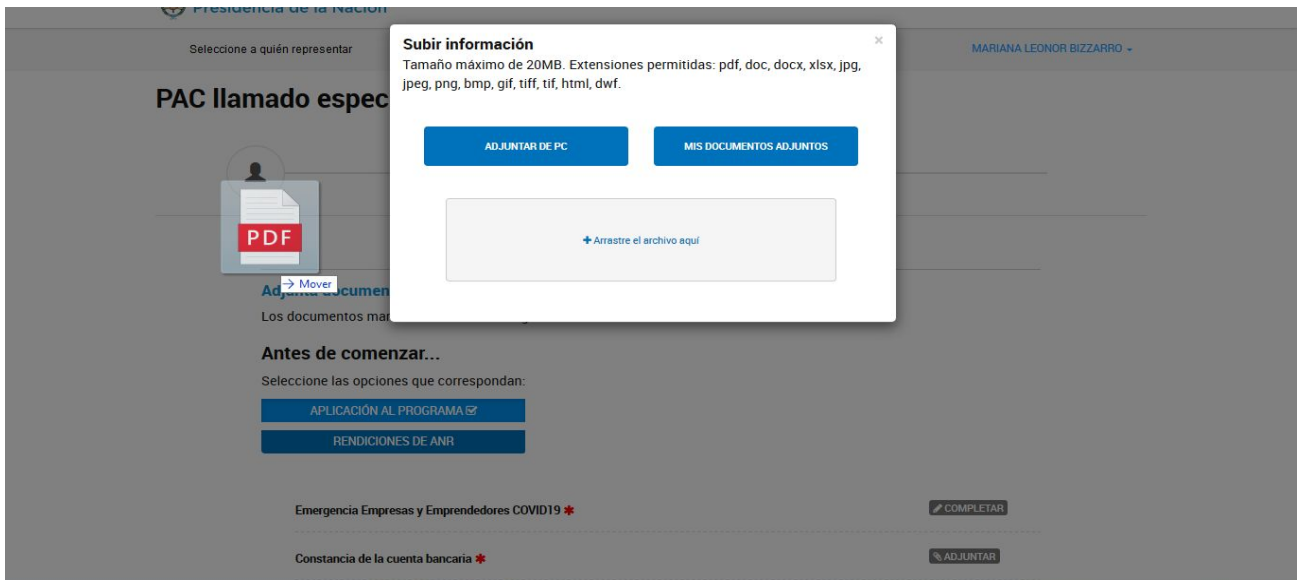 Presidencia de la Nación
Seleccione a quién representar
MARIANA LEONOR BIZZARRO
Subir información
×
Tamaño máximo de 20MB. Extensiones permitidas: pdf, doc, docx, xlsx, jpg,
jpeg, png, bmp, gif, tiff, tif, html, dwf.
PAC llamado espec
ADJUNTAR DE PC
MIS DOCUMENTOS ADJUNTOS
PDF
+ Arrastre el archivo aquí
→ Mover
Adjunta documen
Los documentos mar
Antes de comenzar...
Seleccione las opciones que correspondan:
APLICACIÓN AL PROGRAMA
RENDICIONES DE ANR
Emergencia Empresas y Emprendedores COVID19 *
COMPLETAR
Constancia de la cuenta bancaria *
ADJUNTAR